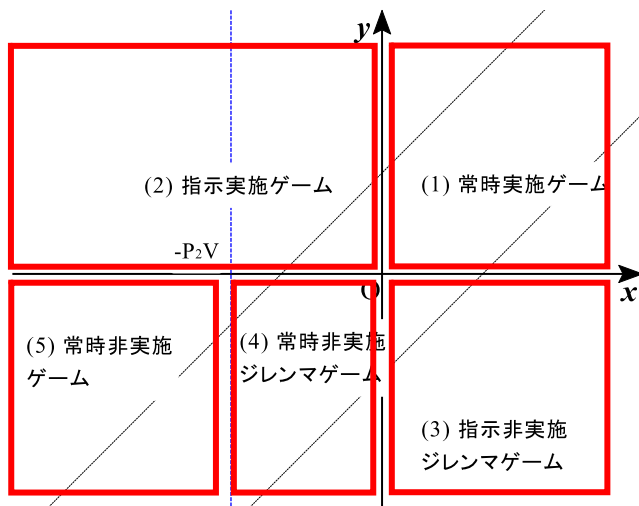 y
(2) 指示実施ゲーム
(1) 常時実施ゲーム
-P₂V
O
x
(5) 常時非実施
ゲーム
(4) 常時非実施
ジレンマゲーム
(3) 指示非実施
ジレンマゲーム